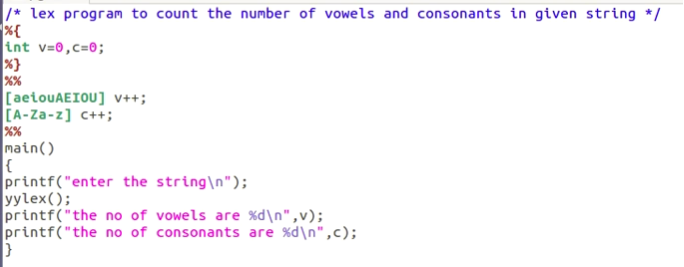 /* lex program to count the number of vowels and consonants in given string */
%{
int v=0,c=0;
%}
%%
[aeiouAEIOU] v++;
[A-Za-z] c++;
%%
main()
{
printf("enter the string\n");
yylex();
printf("the no of vowels are %d\n",v);
printf("the no of consonants are %d\n",c);
}